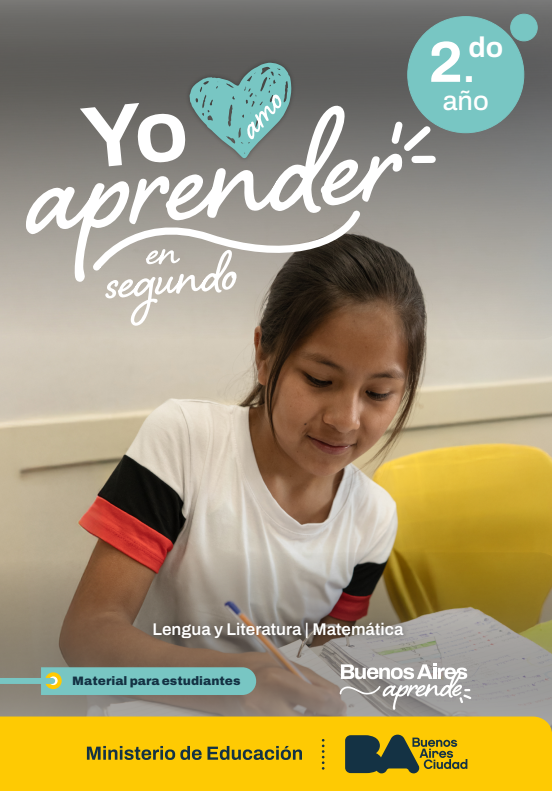 2.do
año
Yo amo
aprender
en
segundo
Lengua y Literatura | Matemática
Material para estudiantes
Buenos Aires
aprende
Ministerio de Educación
BA Buenos
Aires
Ciudad